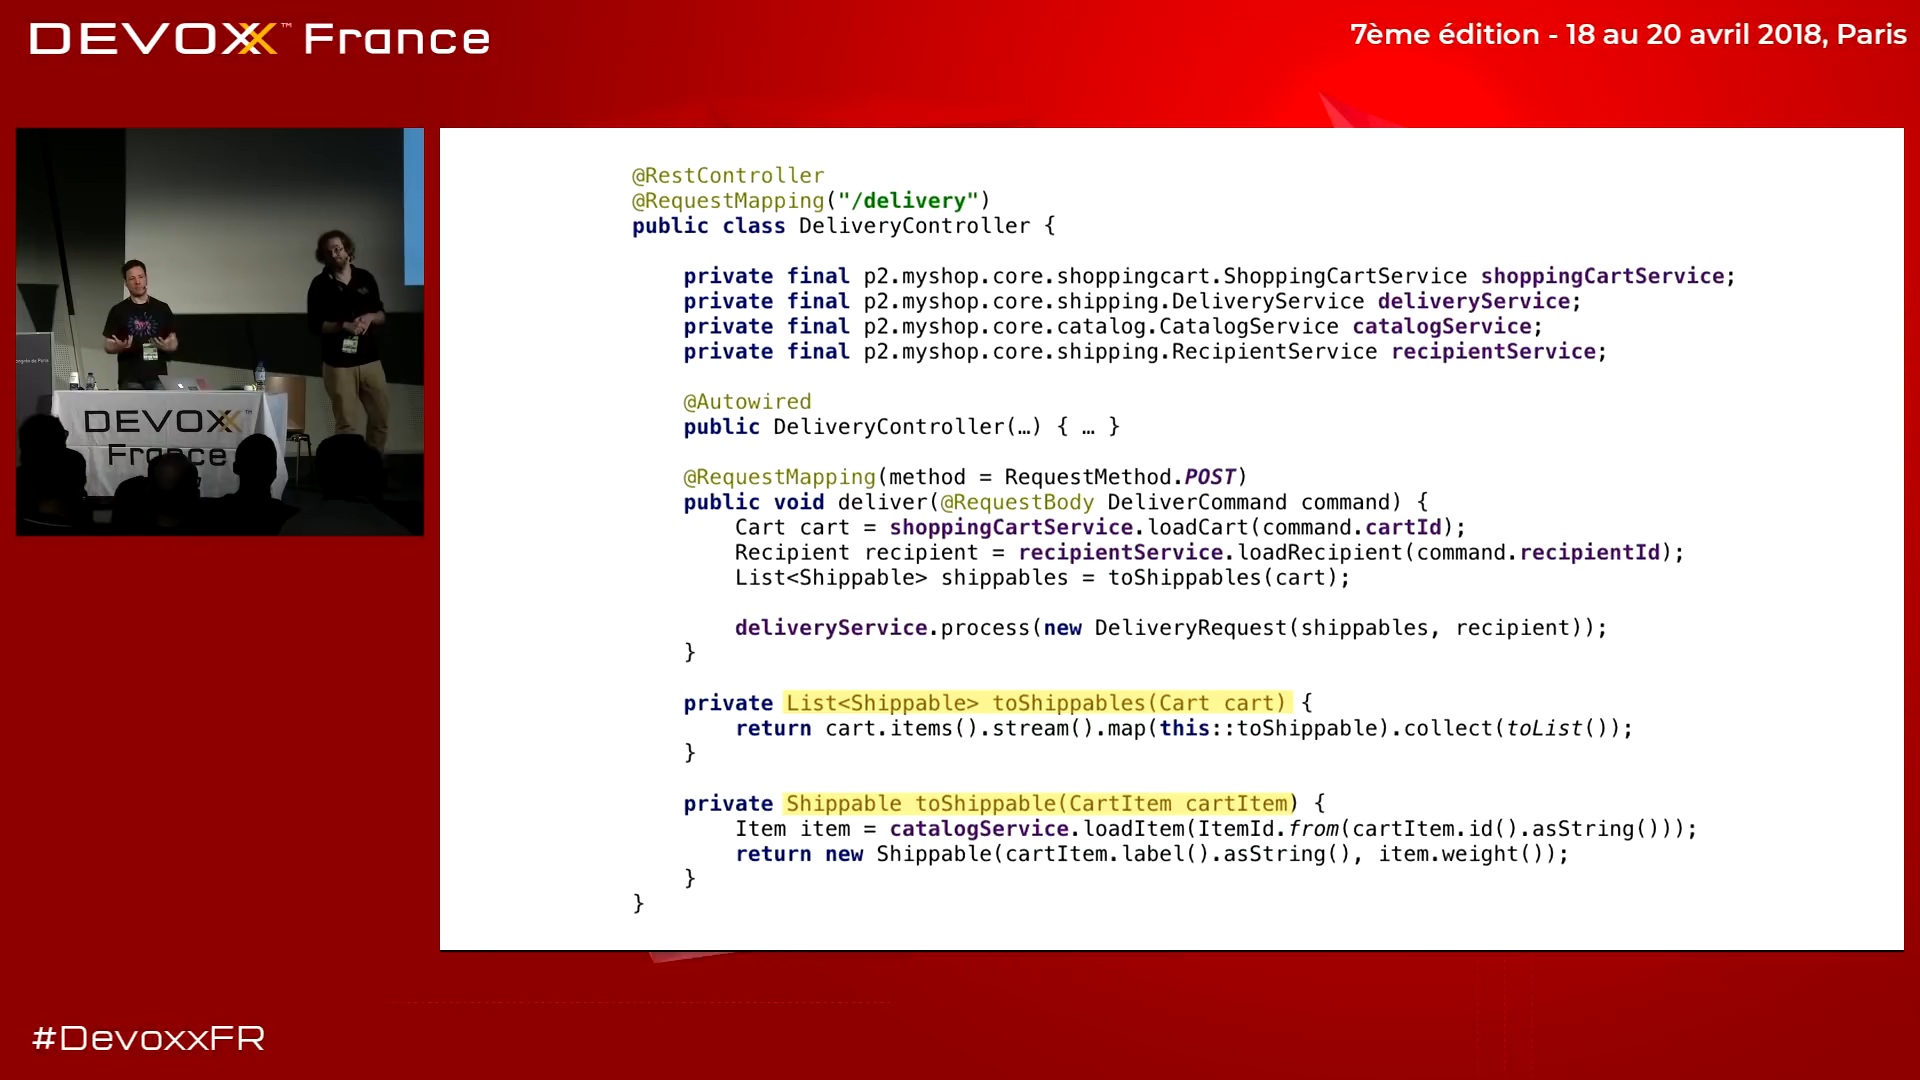 DEVOXX™ France
7ème édition - 18 au 20 avril 2018, Paris
ongrès de Paris
DEVOXX™
France
@RestController
@RequestMapping("/delivery")
public class DeliveryController {
private final p2.myshop.core.shoppingcart.ShoppingCartService shoppingCartService;
private final p2.myshop.core.shipping.DeliveryService deliveryService;
private final p2.myshop.core.catalog.CatalogService catalogService;
private final p2.myshop.core.shipping.RecipientService recipientService;
@Autowired
public DeliveryController(…) { … }
@RequestMapping(method = RequestMethod.POST)
public void deliver(@RequestBody DeliverCommand command) {
Cart cart = shoppingCartService.loadCart(command.cartId);
Recipient recipient = recipientService.loadRecipient(command.recipientId);
List<Shippable> shippables = toShippables(cart);
deliveryService.process(new DeliveryRequest(shippables, recipient));
}
private List<Shippable> toShippables(Cart cart) {
return cart.items().stream().map(this::toShippable).collect(toList());
}
private Shippable toShippable(CartItem cartItem) {
Item item = catalogService.loadItem(ItemId.from(cartItem.id().asString()));
return new Shippable(cartItem.label().asString(), item.weight());
}
}
#DevoxxFR